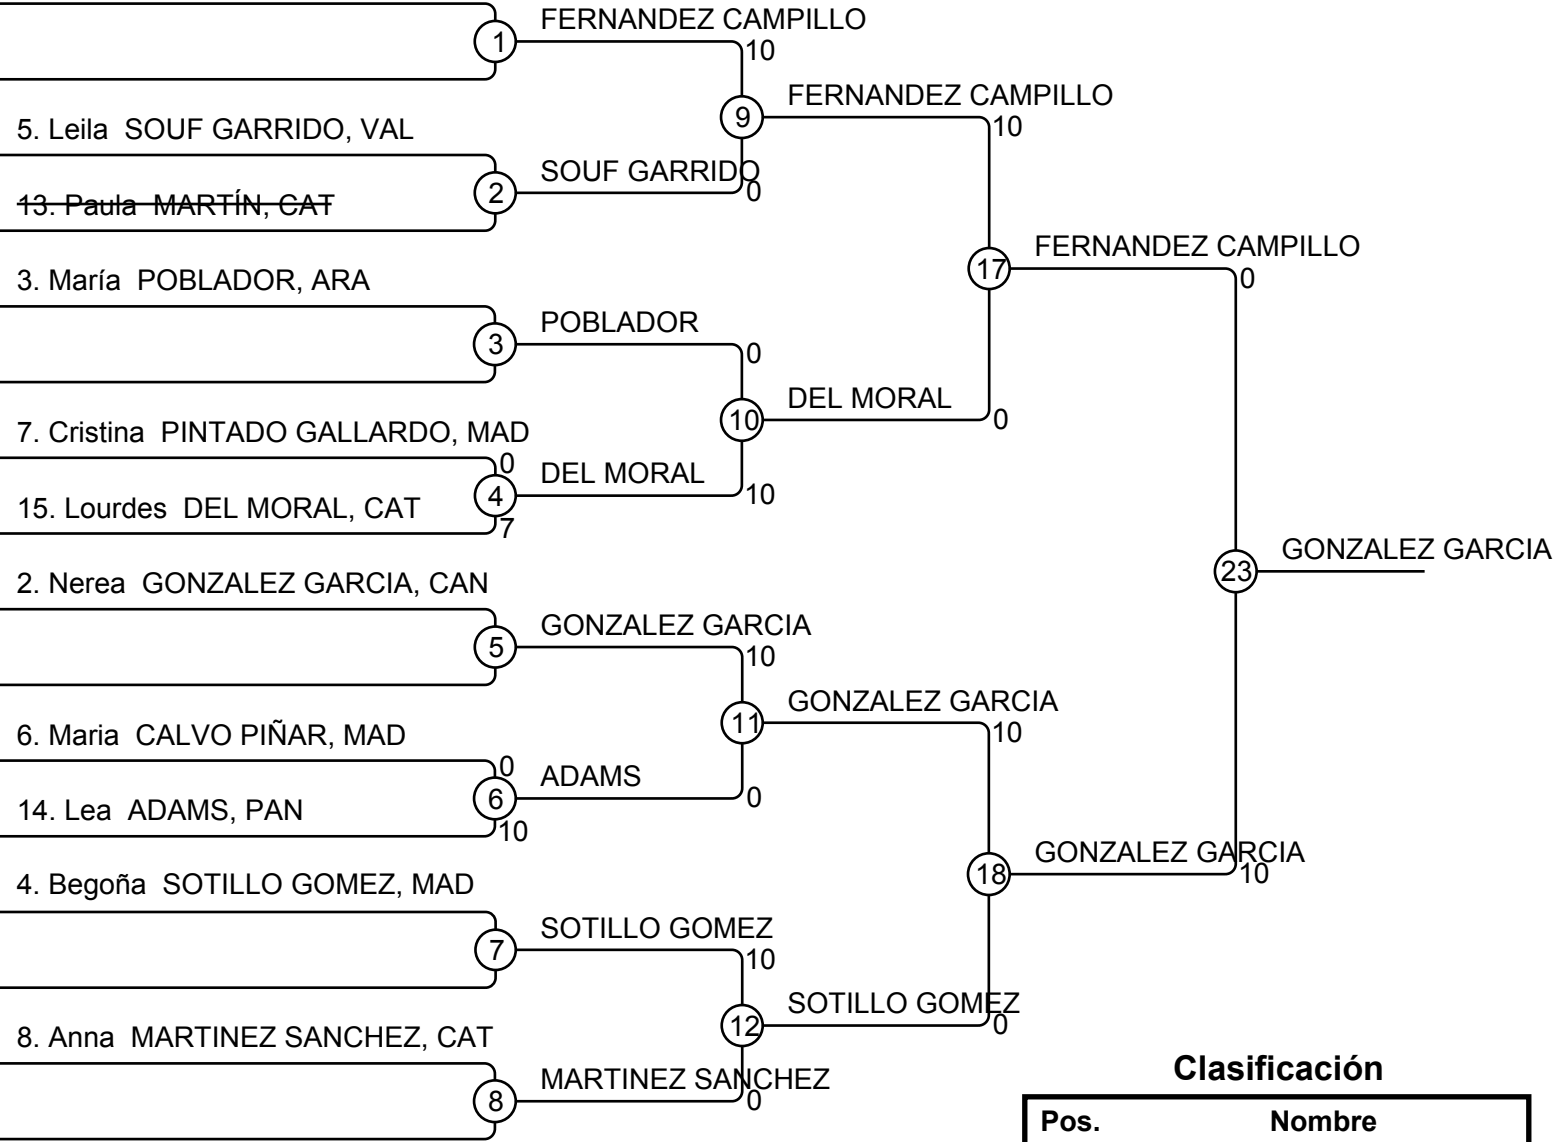 FERNANDEZ CAMPILLO
1
10
FERNANDEZ CAMPILLO
9
10
5. Leila SOUF GARRIDO, VAL
SOUF GARRIDO
2
0
13. Paula MARTÍN, CAT
FERNANDEZ CAMPILLO
17
0
3. María POBLADOR, ARA
POBLADOR
3
0
DEL MORAL
10
0
7. Cristina PINTADO GALLARDO, MAD
0
DEL MORAL
4
10
15. Lourdes DEL MORAL, CAT
7
GONZALEZ GARCIA
23
2. Nerea GONZALEZ GARCIA, CAN
GONZALEZ GARCIA
5
10
GONZALEZ GARCIA
11
10
6. Maria CALVO PIÑAR, MAD
0
ADAMS
6
0
14. Lea ADAMS, PAN
10
GONZALEZ GARCIA
18
10
4. Begoña SOTILLO GOMEZ, MAD
SOTILLO GOMEZ
7
10
SOTILLO GOMEZ
12
0
8. Anna MARTINEZ SANCHEZ, CAT
MARTINEZ SANCHEZ
8
0
Clasificación
Pos. Nombre